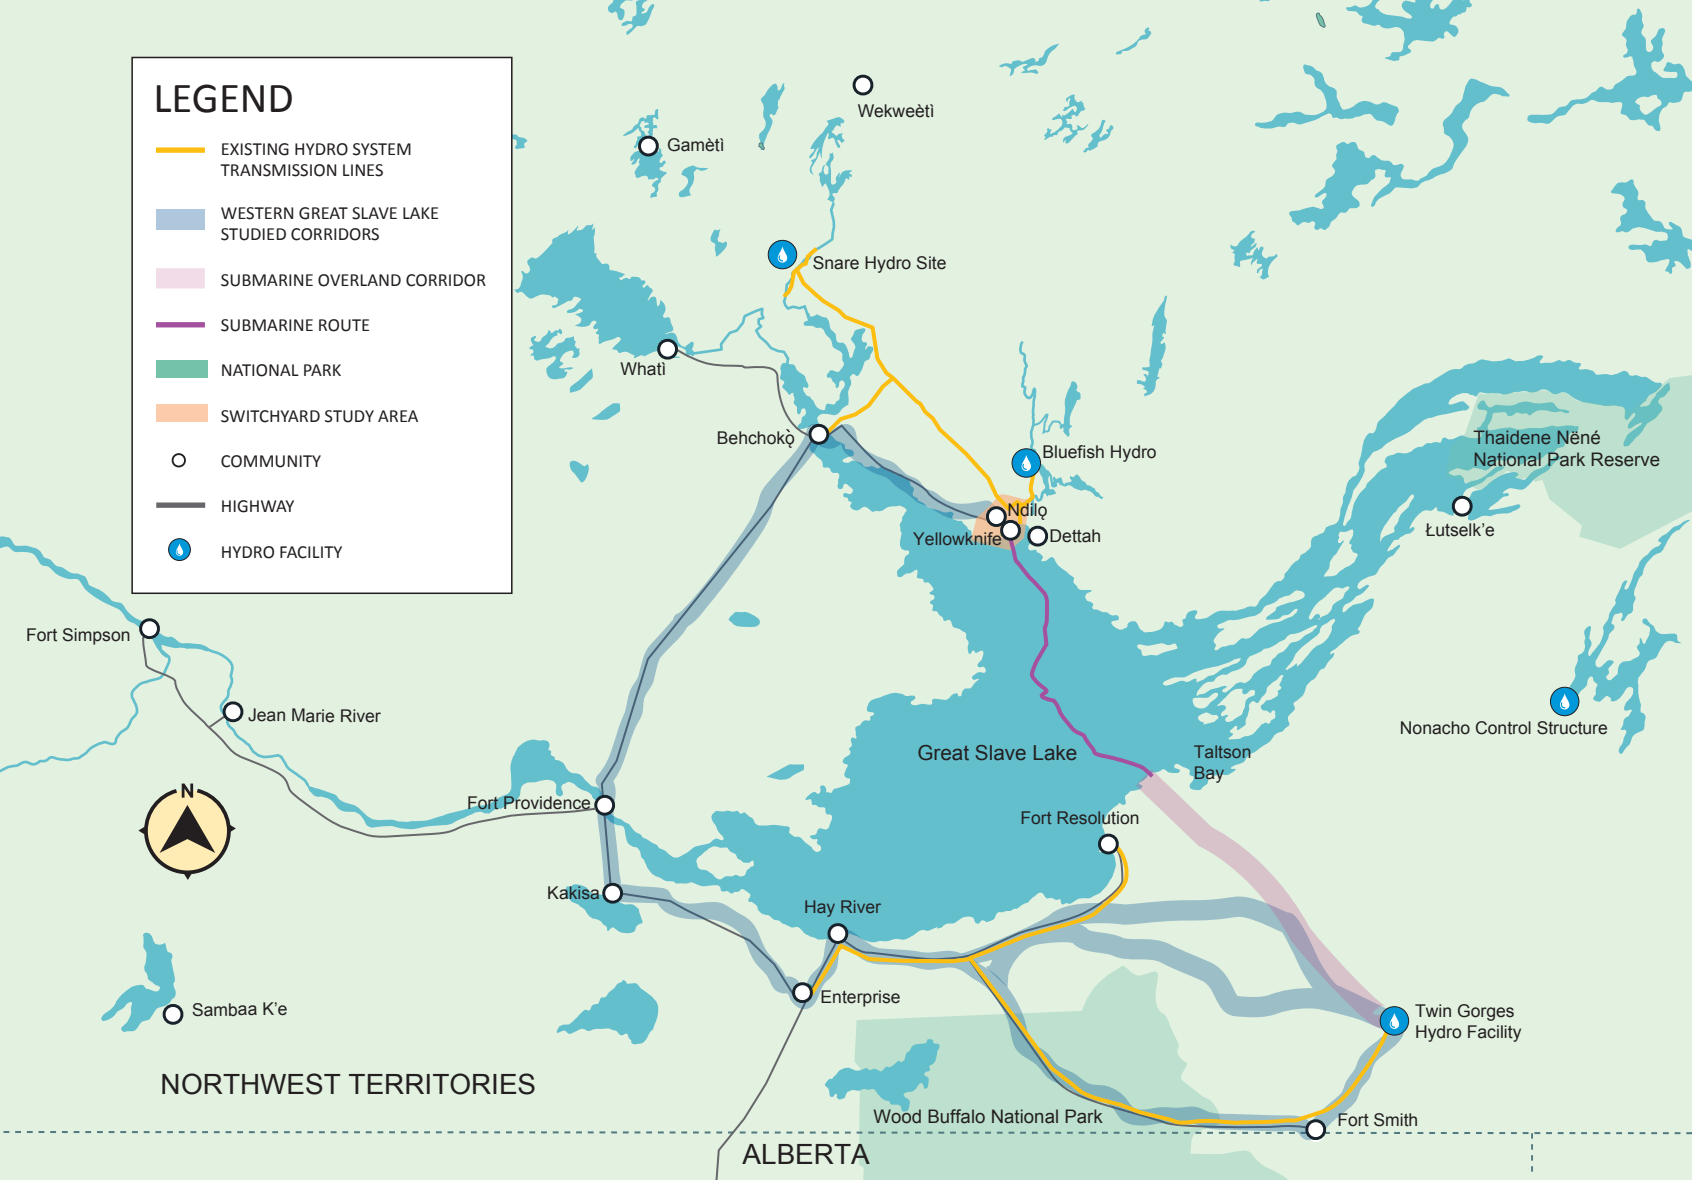 LEGEND
EXISTING HYDRO SYSTEM
TRANSMISSION LINES
WESTERN GREAT SLAVE LAKE
STUDIED CORRIDORS
SUBMARINE OVERLAND CORRIDOR
SUBMARINE ROUTE
NATIONAL PARK
SWITCHYARD STUDY AREA
COMMUNITY
HIGHWAY
HYDRO FACILITY
Wekweètì
Gamètì
Snare Hydro Site
Whatì
Behchokǫ̀
Bluefish Hydro
Thaidene Nëné
National Park Reserve
Ndilǫ
Yellowknife
Dettah
Łutselk'e
Fort Simpson
Jean Marie River
Nonacho Control Structure
Great Slave Lake
Taltson
Bay
N
Fort Providence
Fort Resolution
Kakisa
Hay River
Enterprise
Sambaa K'e
Twin Gorges
Hydro Facility
NORTHWEST TERRITORIES
Wood Buffalo National Park
Fort Smith
ALBERTA